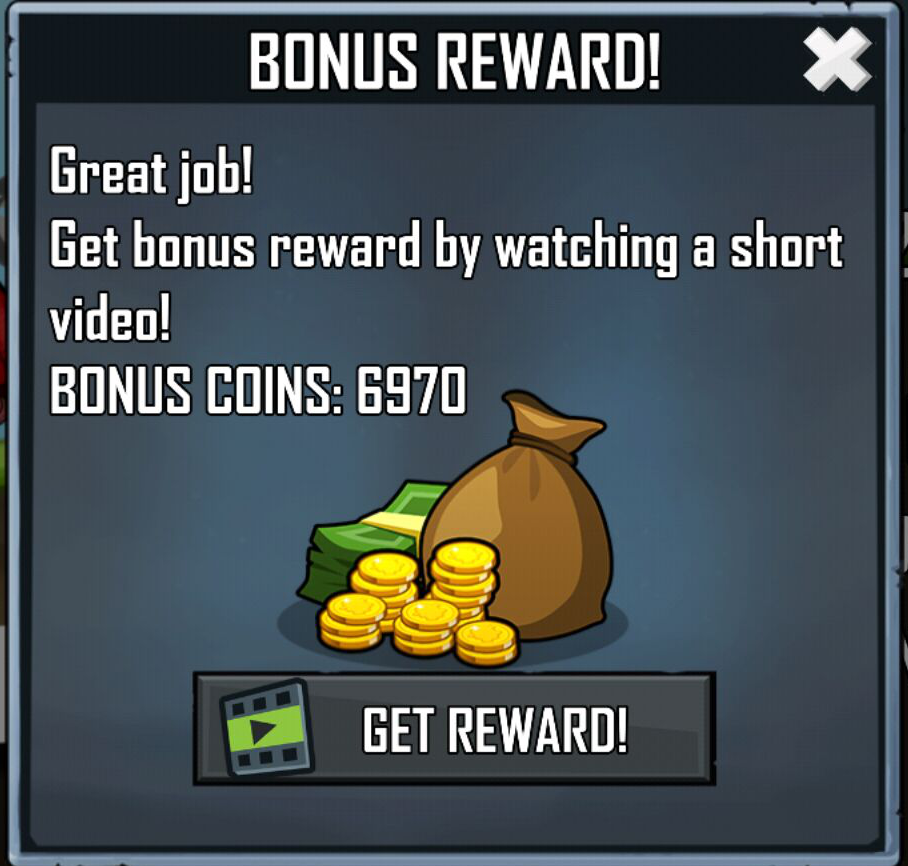 BONUS REWARD!
Great job!
Get bonus reward by watching a short
video!
BONUS COINS: 6970
GET REWARD!